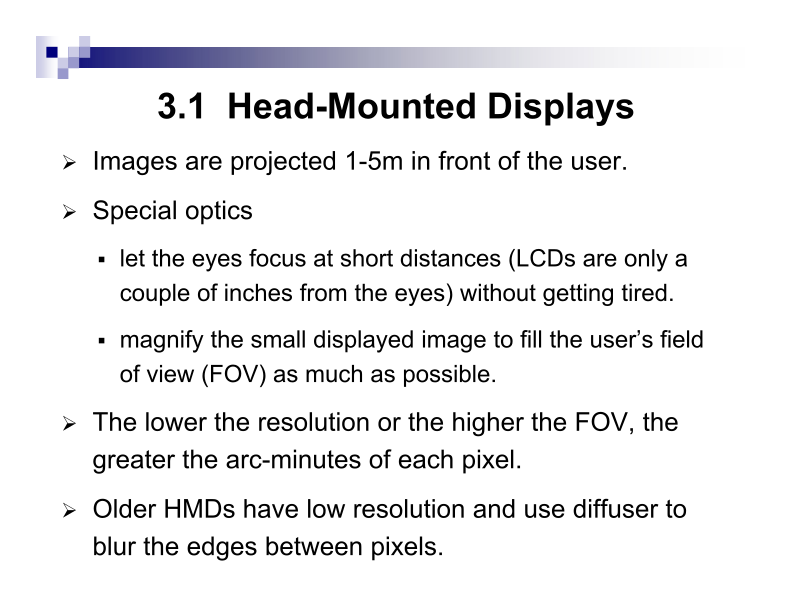 3.1 Head-Mounted Displays
➢ Images are projected 1-5m in front of the user.
➢ Special optics
▪ let the eyes focus at short distances (LCDs are only a
couple of inches from the eyes) without getting tired.
▪ magnify the small displayed image to fill the user’s field
of view (FOV) as much as possible.
➢ The lower the resolution or the higher the FOV, the
greater the arc-minutes of each pixel.
➢ Older HMDs have low resolution and use diffuser to
blur the edges between pixels.